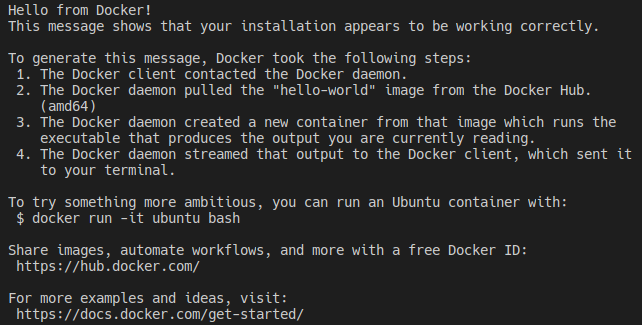 Hello from Docker!
This message shows that your installation appears to be working correctly.
To generate this message, Docker took the following steps:
1. The Docker client contacted the Docker daemon.
2. The Docker daemon pulled the "hello-world" image from the Docker Hub.
(amd64)
3. The Docker daemon created a new container from that image which runs the
executable that produces the output you are currently reading.
4. The Docker daemon streamed that output to the Docker client, which sent it
to your terminal.
To try something more ambitious, you can run an Ubuntu container with:
$ docker run -it ubuntu bash
Share images, automate workflows, and more with a free Docker ID:
https://hub.docker.com/
For more examples and ideas, visit:
https://docs.docker.com/get-started/